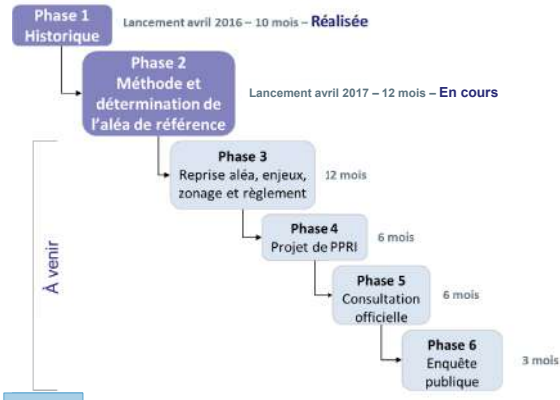 Phase 1
Historique
Lancement avril 2016 – 10 mois – Réalisée
Phase 2
Méthode et
détermination de
l'aléa de référence
Lancement avril 2017 – 12 mois – En cours
À venir
Phase 3
Reprise aléa, enjeux,
zonage et règlement
12 mois
Phase 4
Projet de PPRI
6 mois
Phase 5
Consultation
officielle
6 mois
Phase 6
Enquête
publique
3 mois